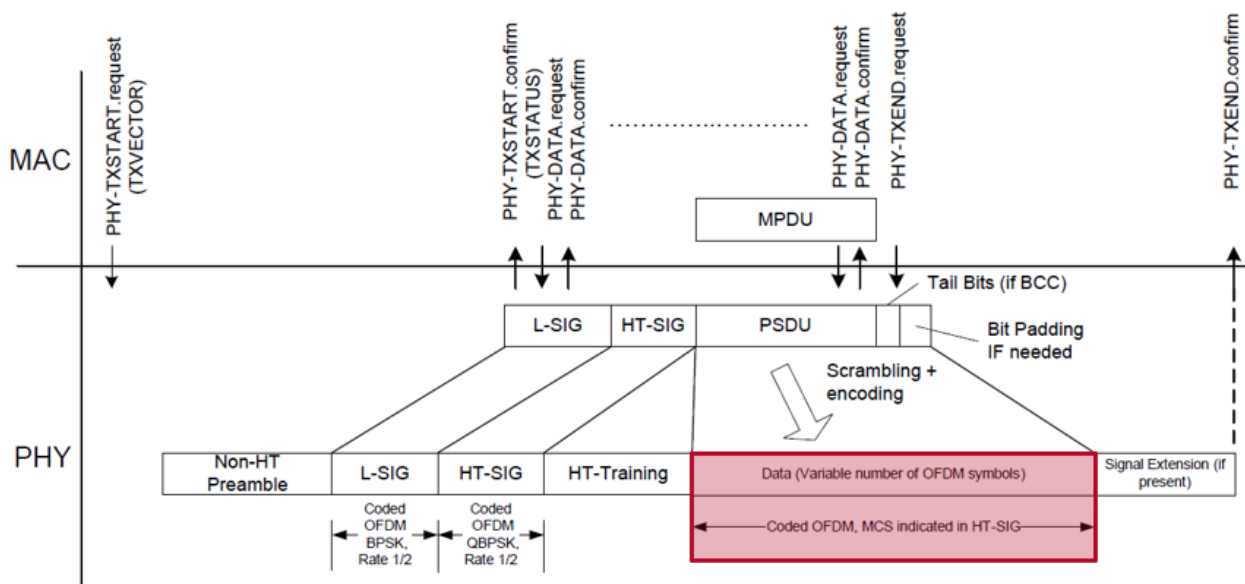 MAC
PHY-TXSTART.request
(TXVECTOR)
PHY-TXSTART.confirm
(TXSTATUS)
PHY-DATA.request
PHY-DATA.confirm
PHY-DATA.request
PHY-DATA.confirm
PHY-TXEND.request
PHY-TXEND.confirm
MPDU
Tail Bits (if BCC)
L-SIG
HT-SIG
PSDU
Bit Padding
IF needed
Scrambling +
encoding
PHY
Non-HT
Preamble
L-SIG
HT-SIG
HT-Training
Data (Variable number of OFDM symbols)
Signal Extension (if
present)
Coded
OFDM
BPSK,
Rate 1/2
Coded
OFDM
QBPSK,
Rate 1/2
Coded OFDM, MCS indicated in HT-SIG